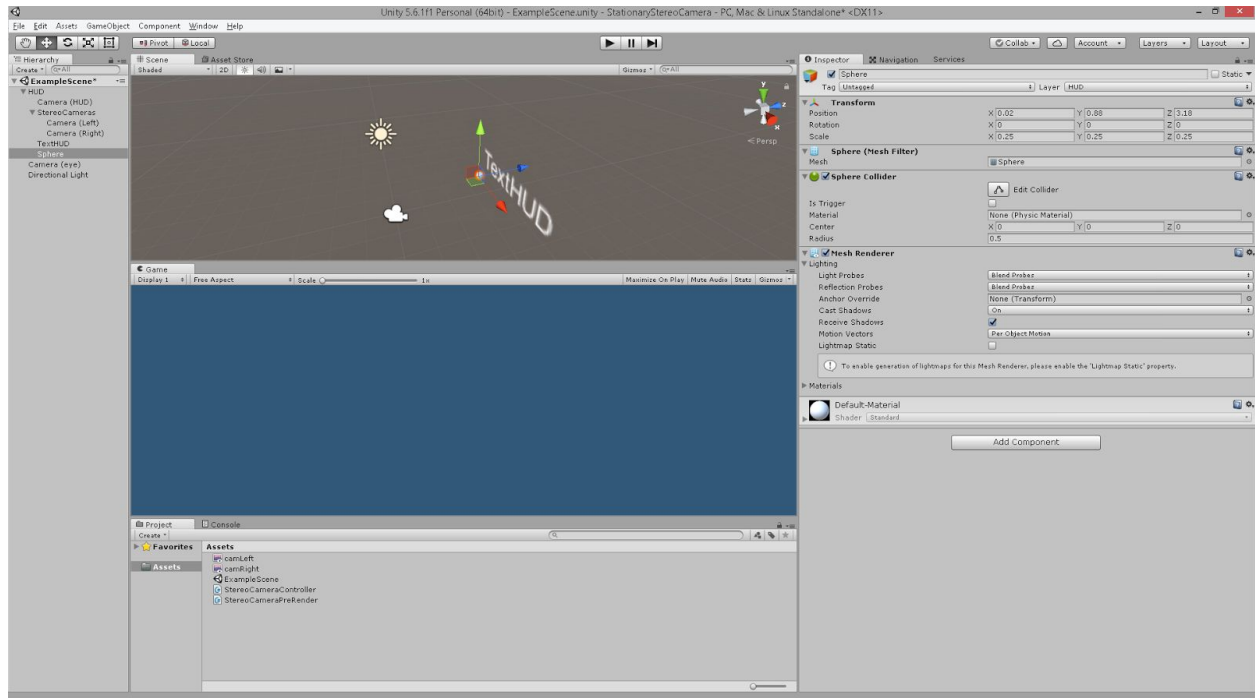 Unity 5.6.1f1 Personal (64bit) - ExampleScene.unity - StationaryStereoCamera - PC, Mac & Linux Standalone* <DX11>
File Edit Assets GameObject Component Window Help
Pivot Local Collab Account Layers Layout
Hierarchy
Create Q▾All
ExampleScene*
HUD
Camera (HUD)
StereoCameras
Camera (Left)
Camera (Right)
TextHUD
Sphere
Camera (eye)
Directional Light
Scene Asset Store
Shaded 2D Gizmos Q▾All
y
z
x
Persp
TextHUD
Game
Display 1 Free Aspect Scale 1x Maximize On Play Mute Audio Stats Gizmos
Project Console
Create
Favorites
Assets
Assets
camLeft
camRight
ExampleScene
StereoCameraController
StereoCameraPreRender
Inspector Navigation Services
Sphere Static
Tag Untagged Layer HUD
Transform
Position X 0.02 Y 0.88 Z 3.18
Rotation X 0 Y 0 Z 0
Scale X 0.25 Y 0.25 Z 0.25
Sphere (Mesh Filter)
Mesh Sphere
Sphere Collider
Edit Collider
Is Trigger
Material None (Physic Material)
Center X 0 Y 0 Z 0
Radius 0.5
Mesh Renderer
Lighting
Light Probes Blend Probes
Reflection Probes Blend Probes
Anchor Override None (Transform)
Cast Shadows On
Receive Shadows
Motion Vectors Per Object Motion
Lightmap Static
To enable generation of lightmaps for this Mesh Renderer, please enable the 'Lightmap Static' property.
Materials
Default-Material
Shader Standard
Add Component